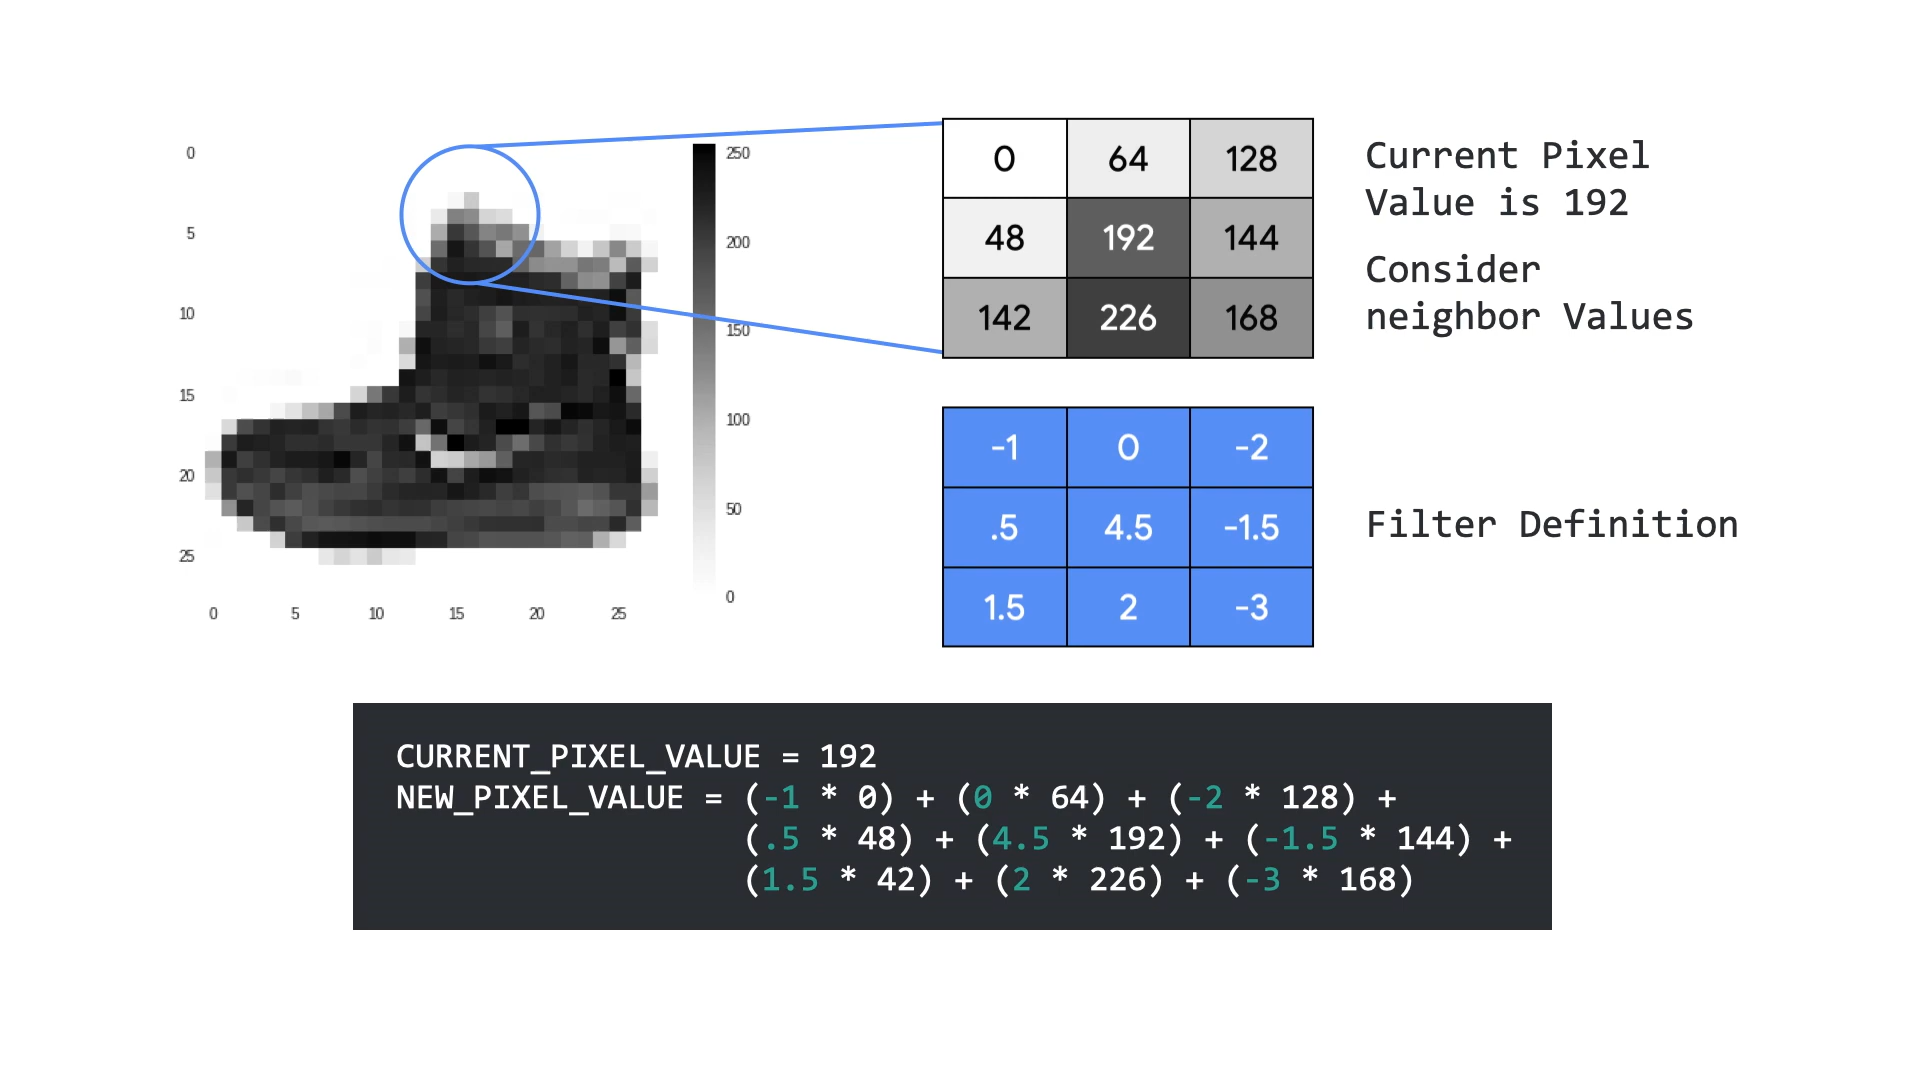 0
5
10
15
20
25
0 5 10 15 20 25
250
200
150
100
50
0
0 64 128
48 192 144
142 226 168
Current Pixel
Value is 192
Consider
neighbor Values
-1 0 -2
.5 4.5 -1.5
1.5 2 -3
Filter Definition
CURRENT_PIXEL_VALUE = 192
NEW_PIXEL_VALUE = (-1 * 0) + (0 * 64) + (-2 * 128) +
(.5 * 48) + (4.5 * 192) + (-1.5 * 144) +
(1.5 * 42) + (2 * 226) + (-3 * 168)